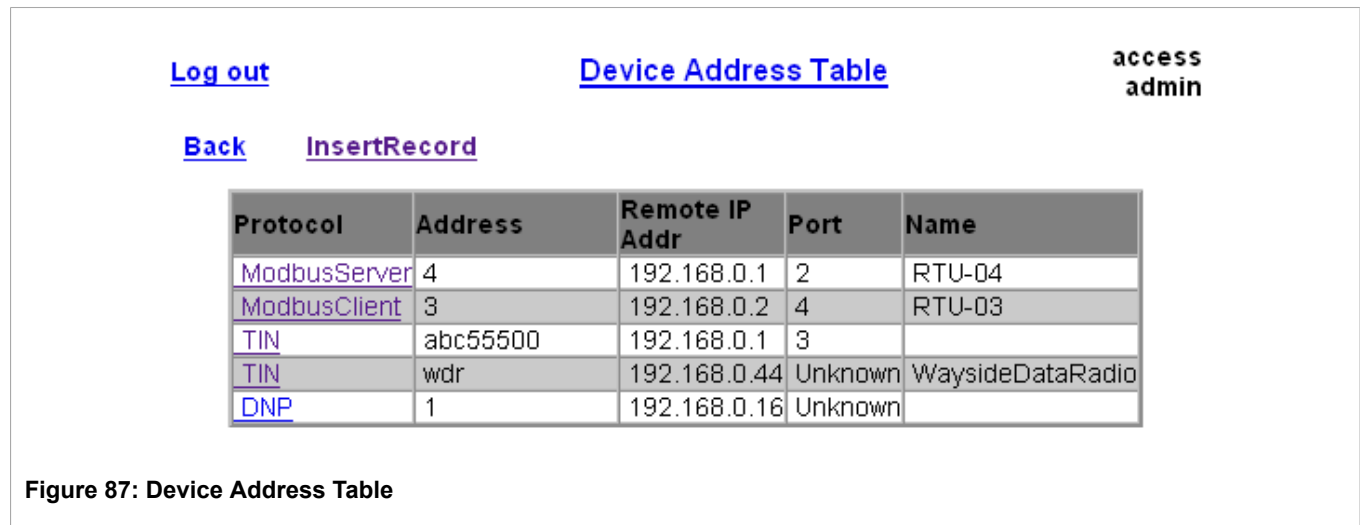 Log out Device Address Table access
admin
Back InsertRecord
Protocol Address Remote IP Addr Port Name
ModbusServer 4 192.168.0.1 2 RTU-04
ModbusClient 3 192.168.0.2 4 RTU-03
TIN abc55500 192.168.0.1 3
TIN wdr 192.168.0.44 Unknown WaysideDataRadio
DNP 1 192.168.0.16 Unknown
Figure 87: Device Address Table